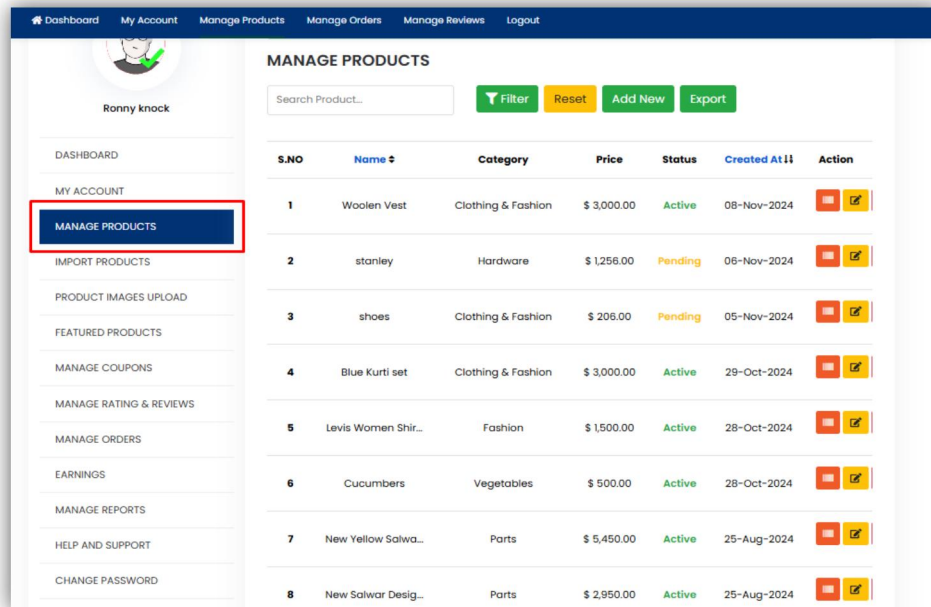 Dashboard My Account Manage Products Manage Orders Manage Reviews Logout
Ronny knock
DASHBOARD
MY ACCOUNT
MANAGE PRODUCTS
IMPORT PRODUCTS
PRODUCT IMAGES UPLOAD
FEATURED PRODUCTS
MANAGE COUPONS
MANAGE RATING & REVIEWS
MANAGE ORDERS
EARNINGS
MANAGE REPORTS
HELP AND SUPPORT
CHANGE PASSWORD
MANAGE PRODUCTS
Search Product... Filter Reset Add New Export
S.NO Name Category Price Status Created At Action
1 Woolen Vest Clothing & Fashion $ 3,000.00 Active 08-Nov-2024
2 stanley Hardware $ 1,256.00 Pending 06-Nov-2024
3 shoes Clothing & Fashion $ 206.00 Pending 05-Nov-2024
4 Blue Kurti set Clothing & Fashion $ 3,000.00 Active 29-Oct-2024
5 Levis Women Shir... Fashion $ 1,500.00 Active 28-Oct-2024
6 Cucumbers Vegetables $ 500.00 Active 28-Oct-2024
7 New Yellow Salwa... Parts $ 5,450.00 Active 25-Aug-2024
8 New Salwar Desig... Parts $ 2,950.00 Active 25-Aug-2024